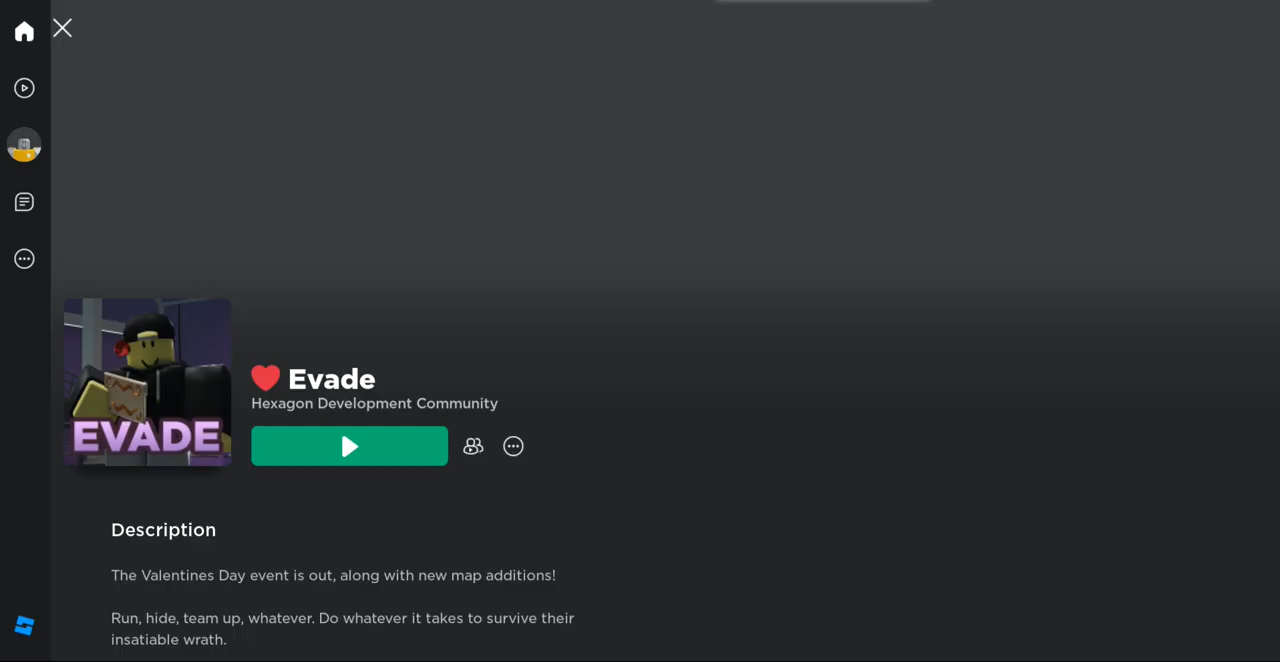 EVADE
❤️ Evade
Hexagon Development Community
Description
The Valentines Day event is out, along with new map additions!
Run, hide, team up, whatever. Do whatever it takes to survive their
insatiable wrath.